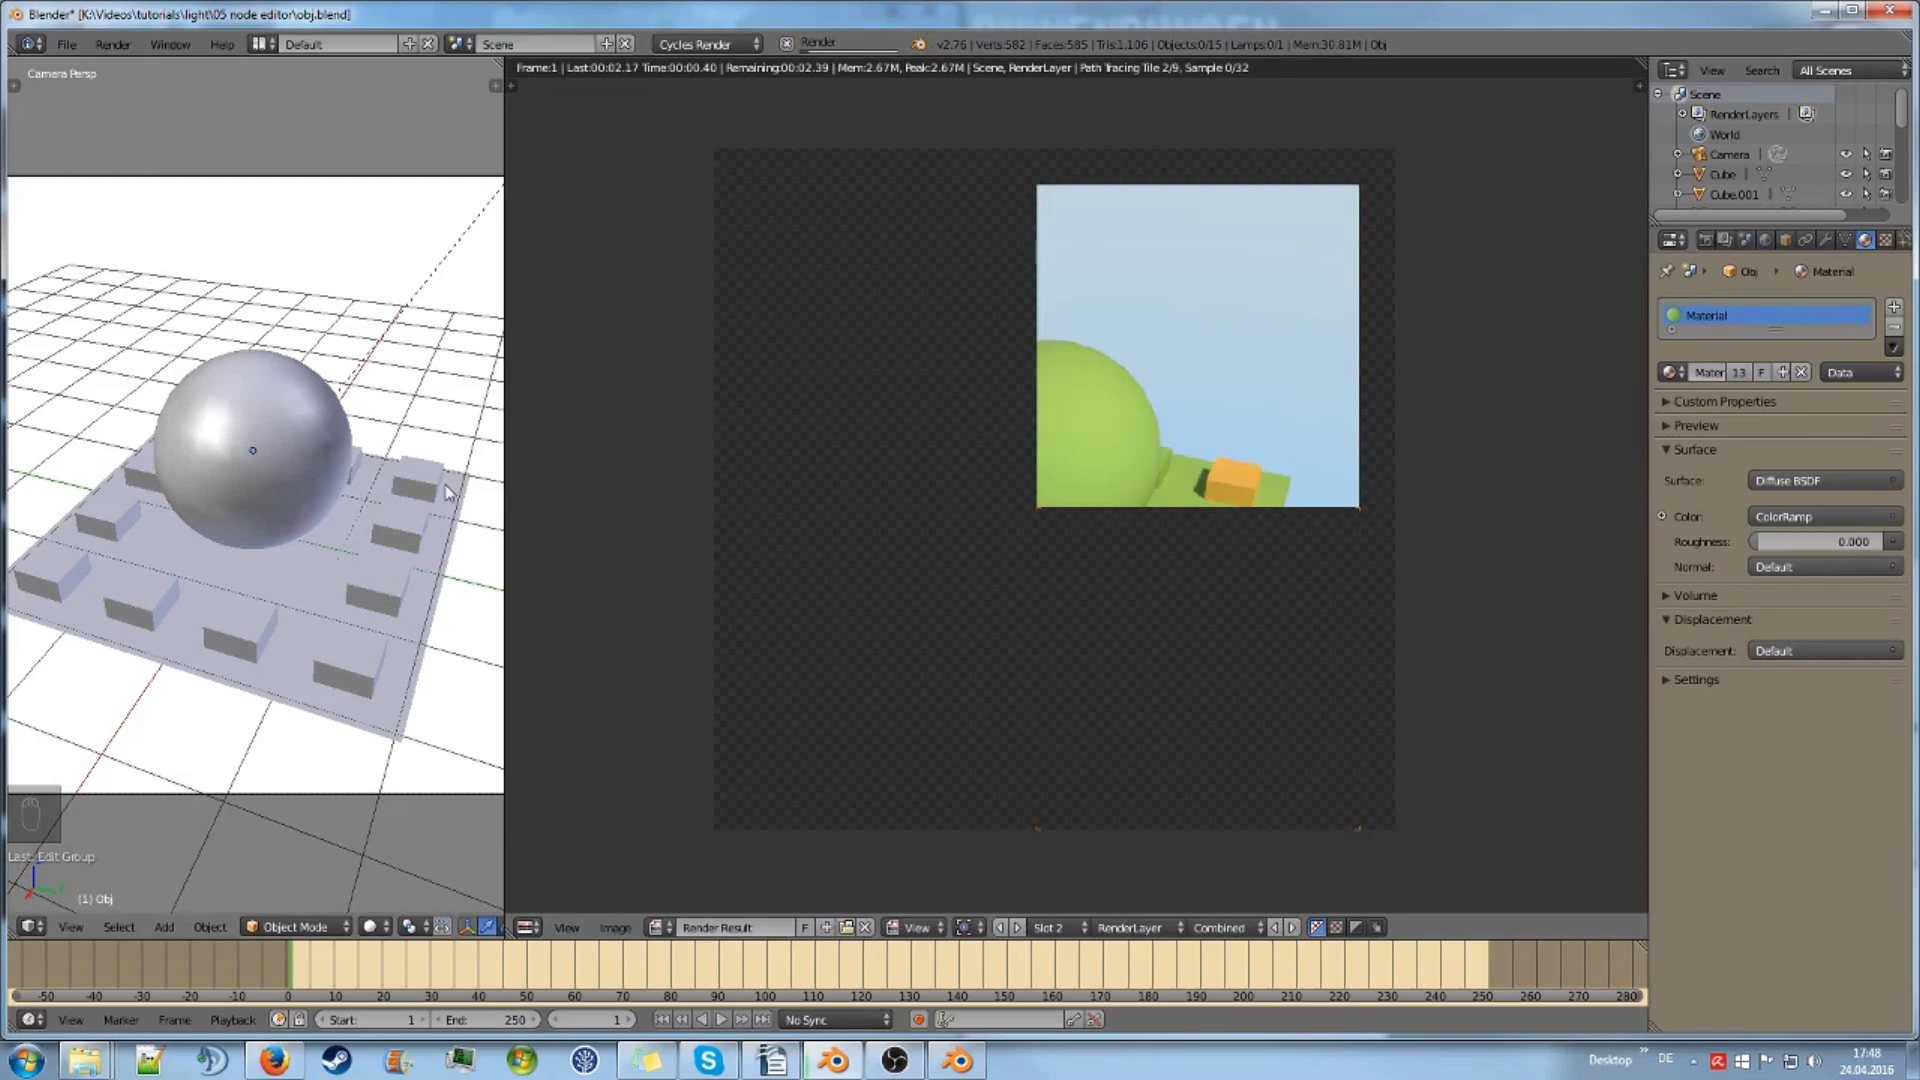 Blender* [K:\Videos\tutorials\light\05 node editor\obj.blend]
File Render Window Help Default Scene Cycles Render Render v2.76 | Verts:582 | Faces:585 | Tris:1,106 | Objects:0/15 | Lamps:0/1 | Mem:30.81M | Obj
Camera Persp
Frame:1 | Last:00:02.17 Time:00:00.40 | Remaining:00:02.39 | Mem:2.67M, Peak:2.67M | Scene, RenderLayer | Path Tracing Tile 2/9, Sample 0/32
View Search All Scenes
Scene
RenderLayers
World
Camera
Cube
Cube.001
Obj Material
Material
Mater 13 F Data
Custom Properties
Preview
Surface
Surface: Diffuse BSDF
Color: ColorRamp
Roughness: 0.000
Normal: Default
Volume
Displacement
Displacement: Default
Settings
Last: Edit Group
(1) Obj
View Select Add Object Object Mode
View Image Render Result F View Slot 2 RenderLayer Combined
-50 -40 -30 -20 -10 0 10 20 30 40 50 60 70 80 90 100 110 120 130 140 150 160 170 180 190 200 210 220 230 240 250 260 270 280
View Marker Frame Playback Start: 1 End: 250 1 No Sync
Desktop DE 17:48
24.04.2016